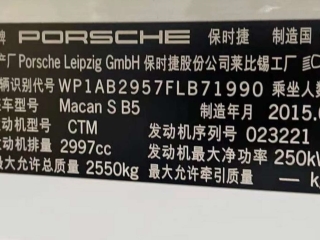 牌 PORSCHE 保时捷 制造国
产厂 Porsche Leipzig GmbH 保时捷股份公司莱比锡工厂
辆识别代号 WP1AB2957FLB71990 乘坐人数
车型号 Macan S B5 制造年月 2015.0
动机型号 CTM 发动机序列号 023221
动机排量 2997cc 发动机最大净功率 250kW
最大允许总质量 2550kg 最大允许牵引质量 — k